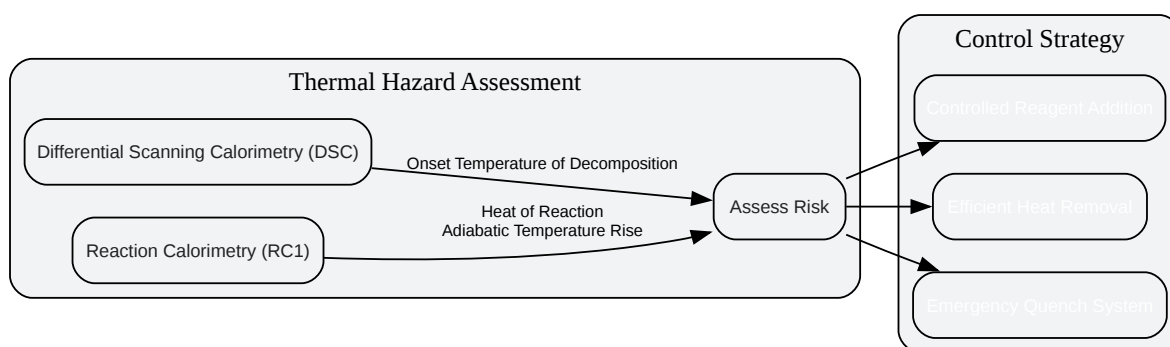 Control Strategy
Thermal Hazard Assessment
Controlled Reagent Addition
Differential Scanning Calorimetry (DSC)
Onset Temperature of Decomposition
Assess Risk
Efficient Heat Removal
Heat of Reaction
Adiabatic Temperature Rise
Reaction Calorimetry (RC1)
Emergency Quench System